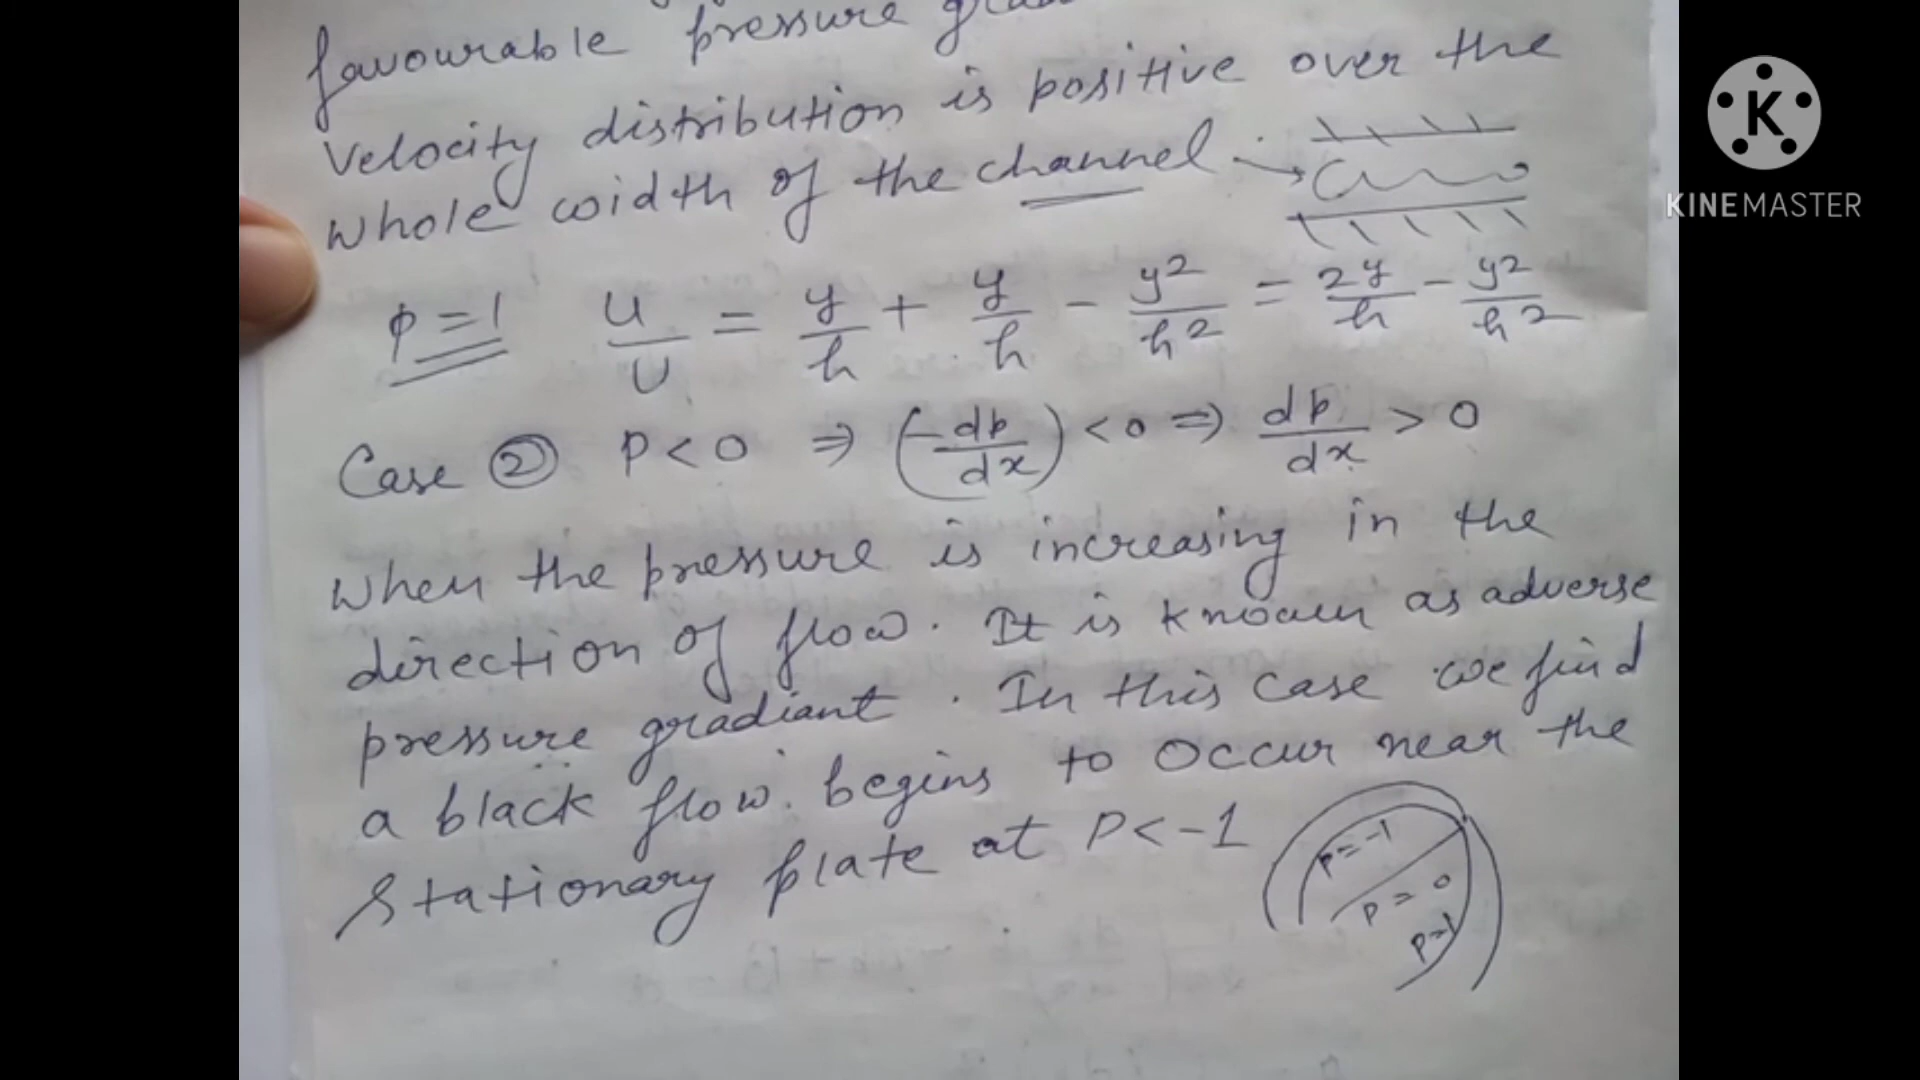 favourable pressure
velocity distribution is positive over the
whole width of the channel.
p=1 u/U = y/h + y/h - y²/h² = 2y/h - y²/h²
Case ② P<0 ⇒ (-dp/dx) <0 ⇒ dp/dx > 0
when the pressure is increasing in the
direction of flow. It is known as adverse
pressure gradiant. In this case we find
a black flow. begins to occur near the
stationary plate at P<-1
P=-1
P=0
P=1
K
KINEMASTER